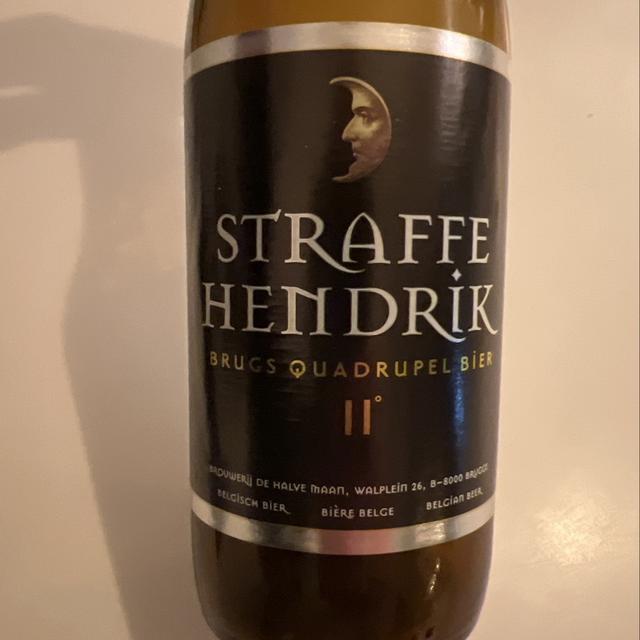 STRAFFE
HENDRIK
BRUGS QUADRUPEL BIER
11°
BROUWERIJ DE HALVE MAAN, WALPLEIN 26, B-8000 BRUGGE
BELGISCH BIER BIÈRE BELGE BELGIAN BEER